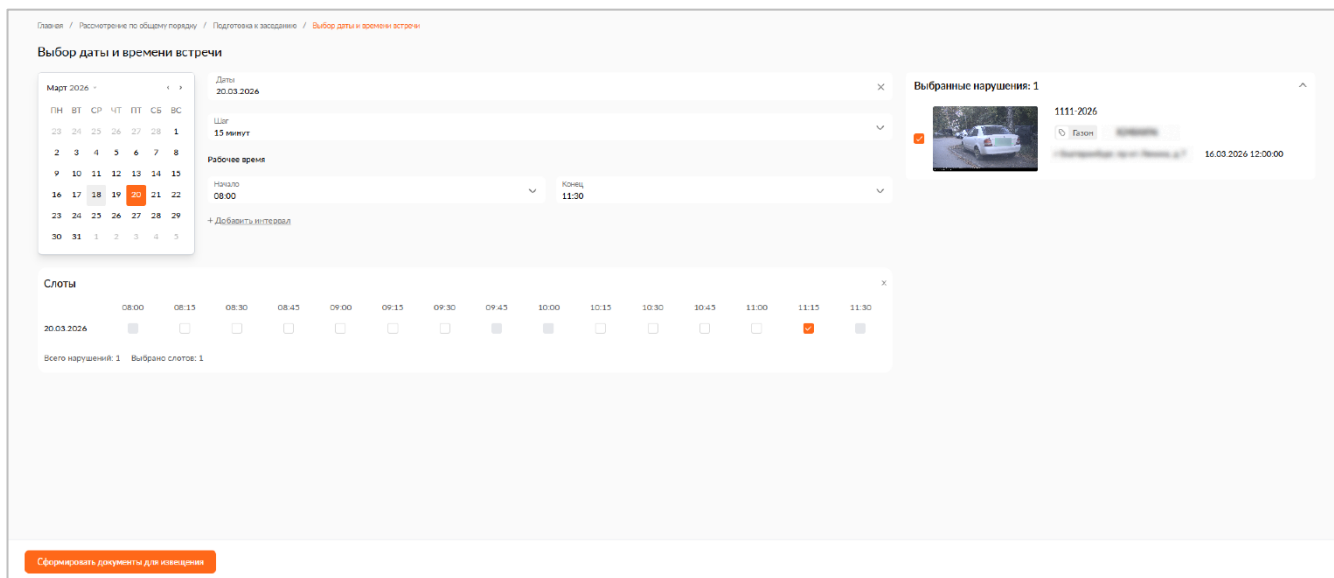 Главная / Рассмотрение по общему порядку / Подготовка к заседанию / Выбор даты и времени встречи
Выбор даты и времени встречи
Март 2026
ПН ВТ СР ЧТ ПТ СБ ВС
23 24 25 26 27 28 1
2 3 4 5 6 7 8
9 10 11 12 13 14 15
16 17 18 19 20 21 22
23 24 25 26 27 28 29
30 31 1 2 3 4 5
Даты
20.03.2026
Шаг
15 минут
Рабочее время
Начало
08:00
Конец
11:30
+ Добавить интервал
Выбранные нарушения: 1
1111-2026
Газон
16.03.2026 12:00:00
Слоты
08:00 08:15 08:30 08:45 09:00 09:15 09:30 09:45 10:00 10:15 10:30 10:45 11:00 11:15 11:30
20.03.2026
Всего нарушений: 1 Выбрано слотов: 1
Сформировать документы для извещения